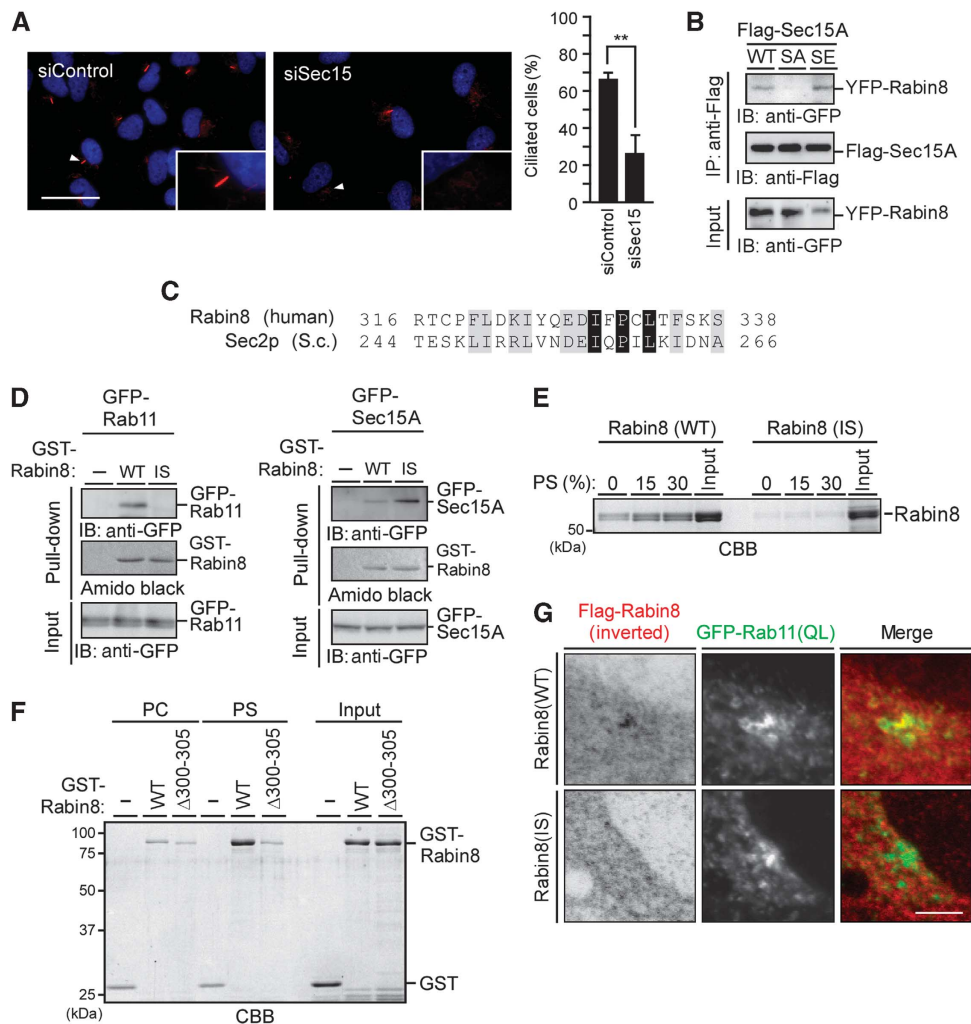 A
siControl
siSec15
**
Ciliated cells (%)
100
80
60
40
20
0
siControl
siSec15
B
Flag-Sec15A
WT SA SE
IP: anti-Flag
YFP-Rabin8
IB: anti-GFP
Flag-Sec15A
IB: anti-Flag
Input
YFP-Rabin8
IB: anti-GFP
C
Rabin8 (human) 316 RTCPFLDKIYQEDIFPCLTFSKS 338
Sec2p (S.c.) 244 TESKLIRRLVNDEIQPILKIDNA 266
D
GFP-
Rab11
GST-
Rabin8: – WT IS
Pull-down
GFP-
Rab11
IB: anti-GFP
GST-
Rabin8
Amido black
Input
GFP-
Rab11
IB: anti-GFP
GFP-
Sec15A
GST-
Rabin8: – WT IS
Pull-down
GFP-
Sec15A
IB: anti-GFP
GST-
Rabin8
Amido black
Input
GFP-
Sec15A
IB: anti-GFP
E
Rabin8 (WT) Rabin8 (IS)
PS (%): 0 15 30 Input 0 15 30 Input
50
(kDa)
Rabin8
CBB
F
PC PS Input
GST-
Rabin8: – WT Δ300-305 – WT Δ300-305 – WT Δ300-305
100
75
50
37
25
(kDa)
GST-
Rabin8
GST
CBB
G
Flag-Rabin8
(inverted)
GFP-Rab11(QL)
Merge
Rabin8(WT)
Rabin8(IS)